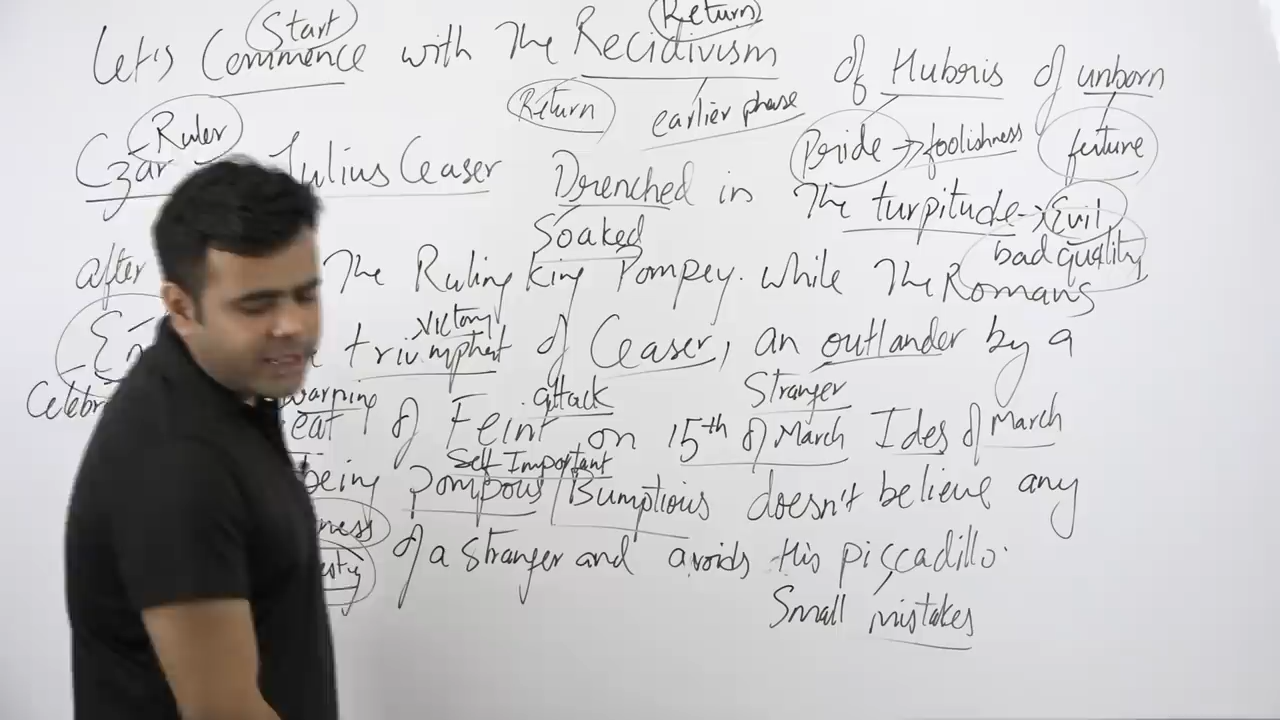 Start Return
Let's Commence with The Recidivism of Hubris of unborn
Ruler Return earlier phase Pride → foolishness future
Czar Julius Ceaser Drenched in The turpitude → Evil
Soaked bad quality
after The Ruling king Pompey. while The Romans
Victory
triumphent of Ceaser, an outlander by a
warning attack Stranger
of Feint on 15th of March Ides of March
Self Important
being pompous / Bumptious doesn't believe any
of a Stranger and avoids this piccadillo.
Small mistakes